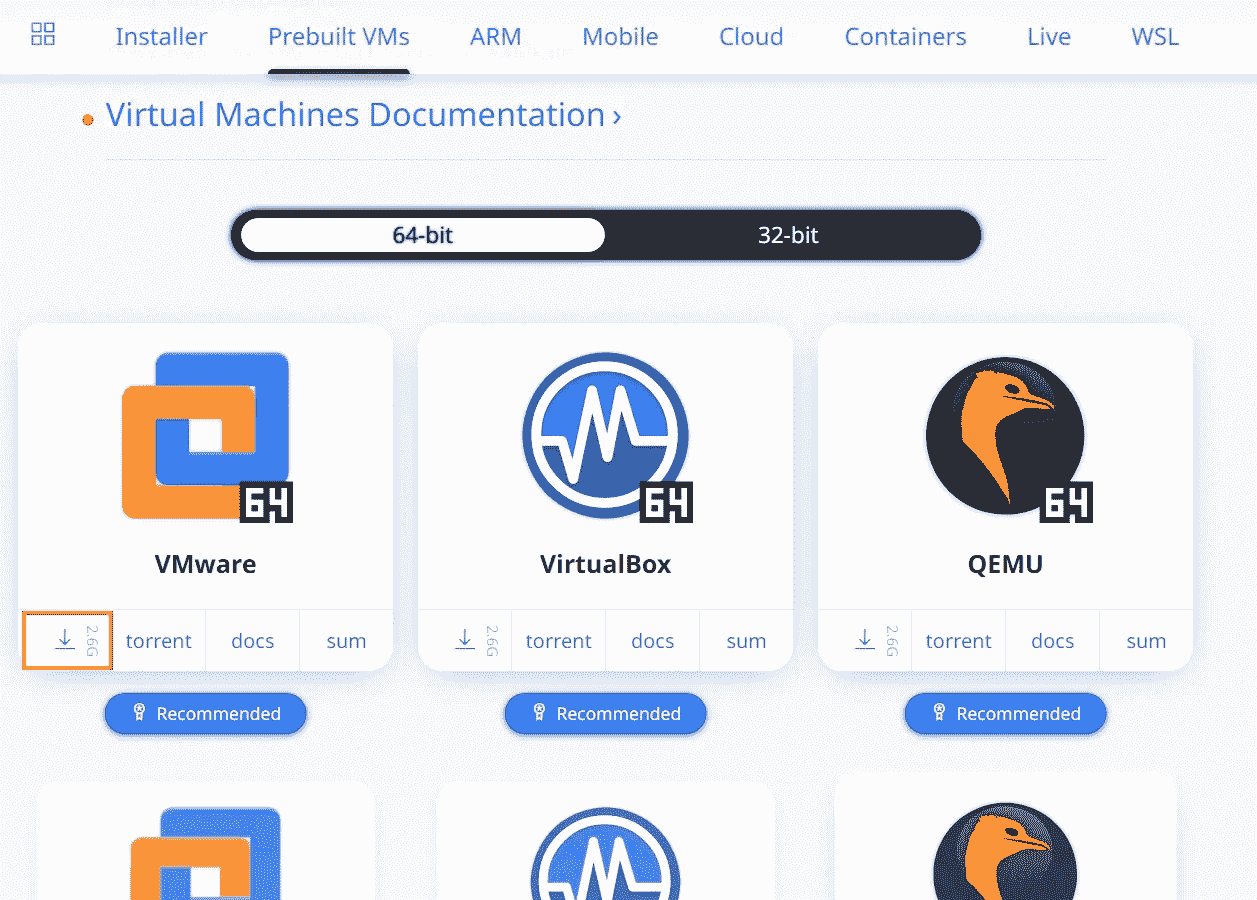 Installer Prebuilt VMs ARM Mobile Cloud Containers Live WSL
Virtual Machines Documentation ›
64-bit 32-bit
64 64 64
VMware VirtualBox QEMU
2.6G torrent docs sum 2.6G torrent docs sum 2.6G torrent docs sum
Recommended Recommended Recommended